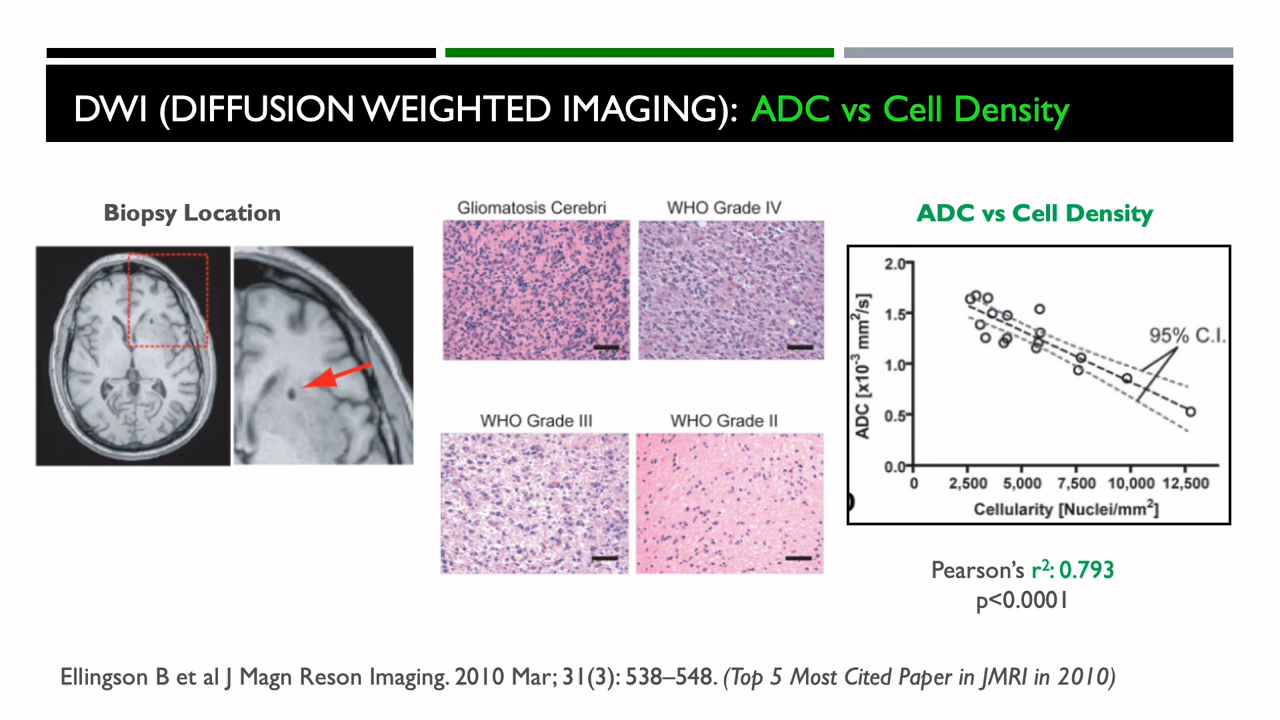 DWI (DIFFUSION WEIGHTED IMAGING): ADC vs Cell Density
Biopsy Location
Gliomatosis Cerebri
WHO Grade IV
WHO Grade III
WHO Grade II
ADC vs Cell Density
ADC [x10⁻³ mm²/s]
2.0
1.5
1.0
0.5
0.0
95% C.I.
0 2,500 5,000 7,500 10,000 12,500
Cellularity [Nuclei/mm²]
Pearson’s r²: 0.793
p<0.0001
Ellingson B et al J Magn Reson Imaging. 2010 Mar; 31(3): 538–548. (Top 5 Most Cited Paper in JMRI in 2010)